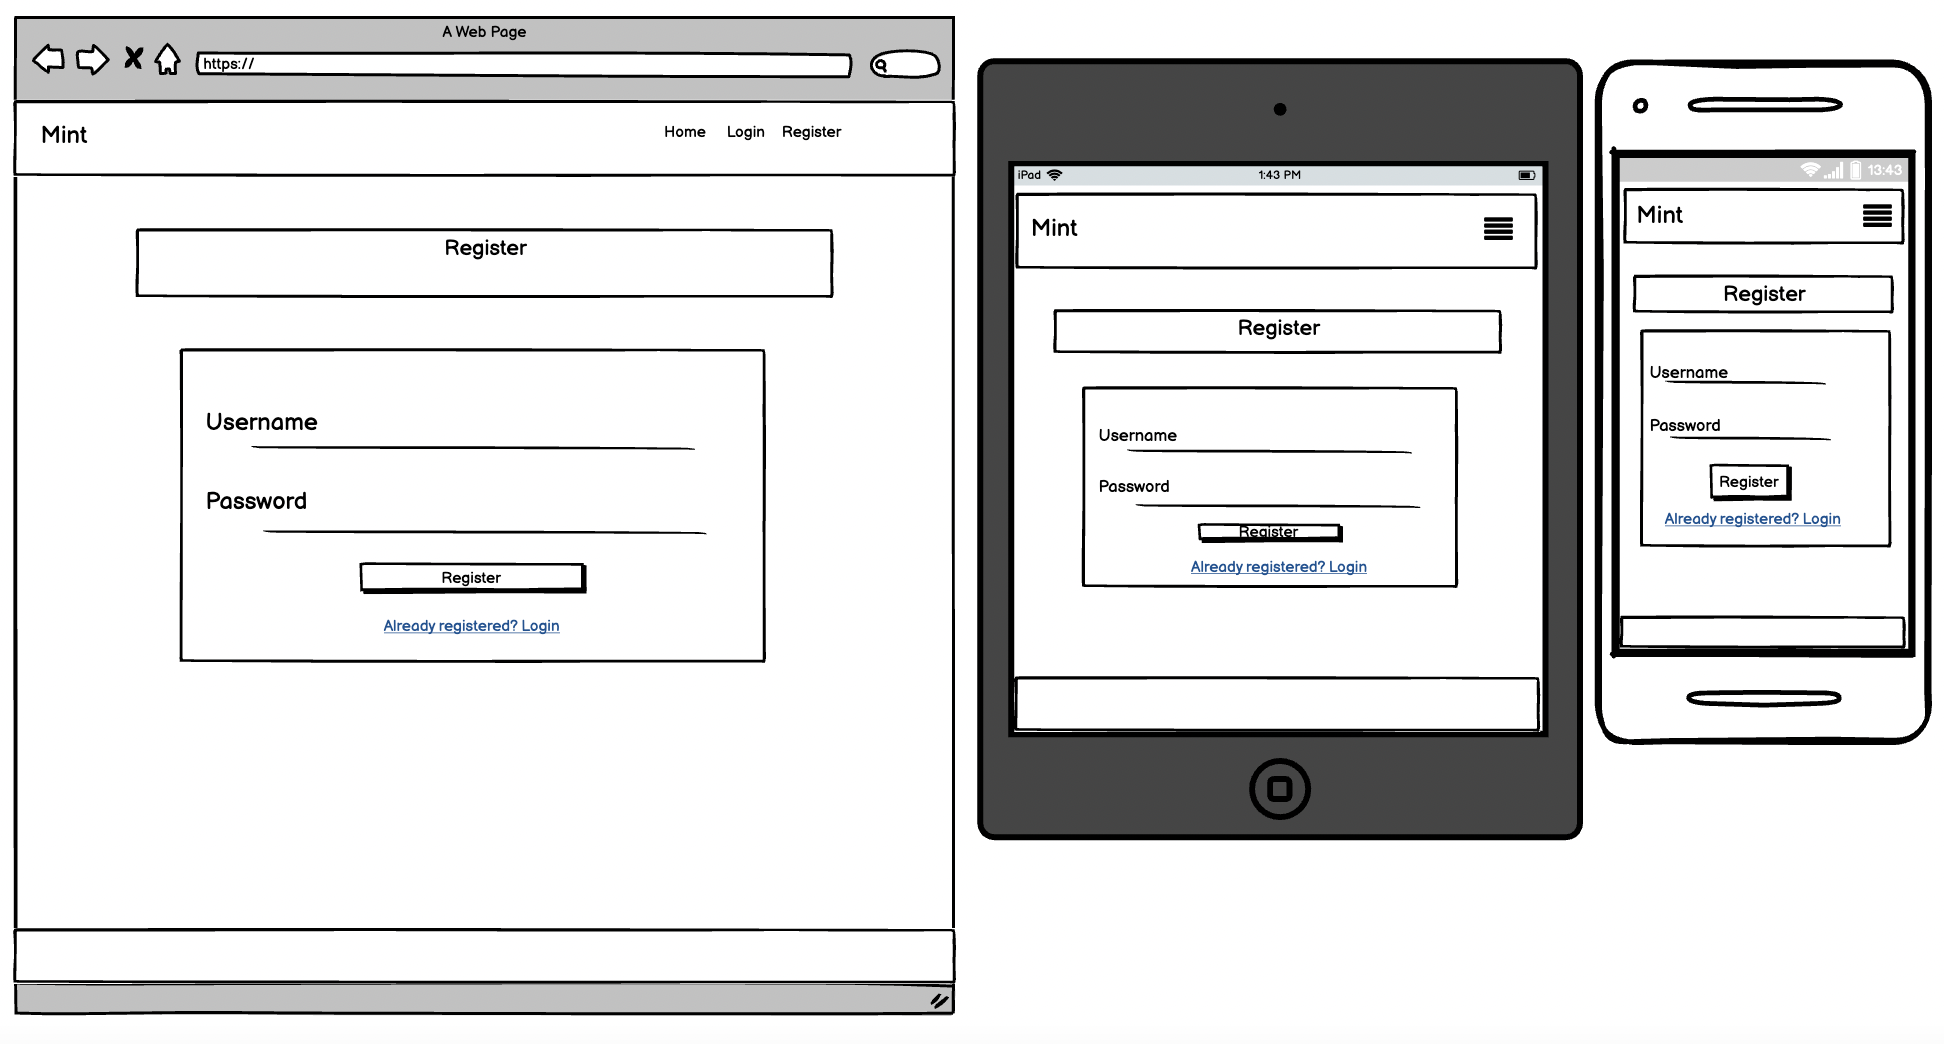 A Web Page
https://
Mint
Home Login Register
Register
Username
Password
Register
Already registered? Login
iPad 1:43 PM
Mint
Register
Username
Password
Register
Already registered? Login
13:43
Mint
Register
Username
Password
Register
Already registered? Login